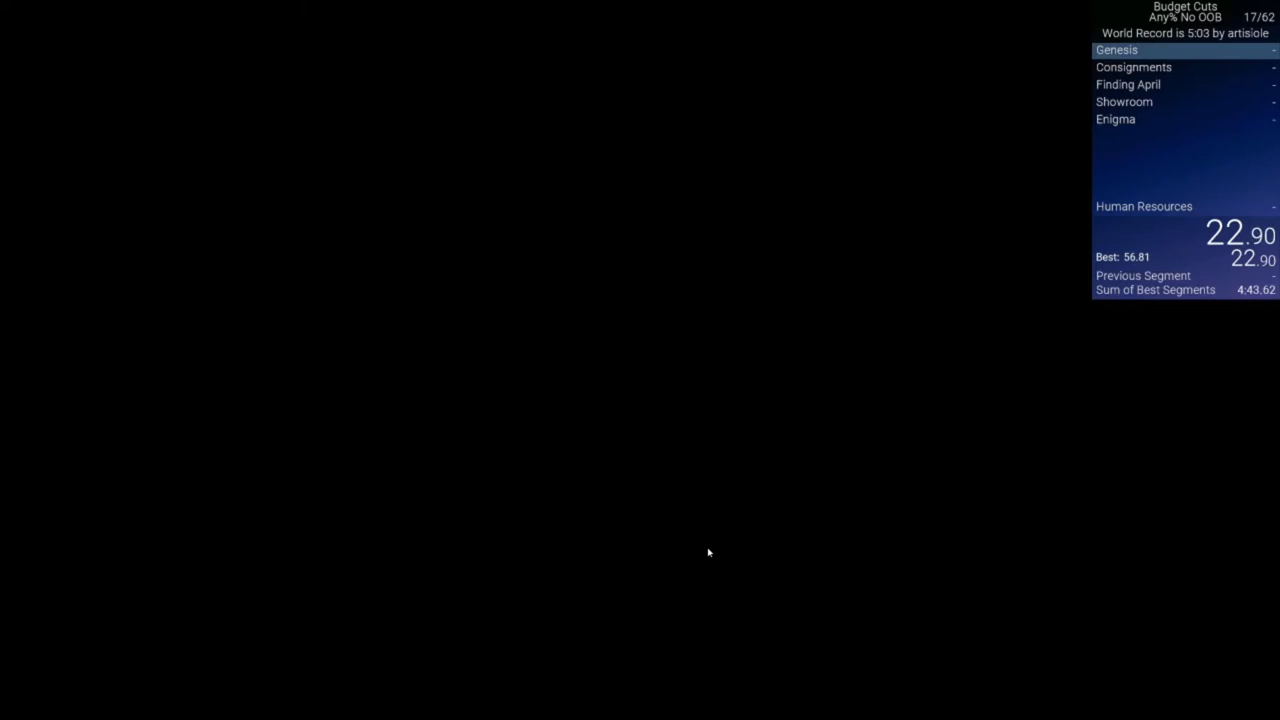 Budget Cuts
Any% No OOB 17/62
World Record is 5:03 by artisiole
Genesis -
Consignments -
Finding April -
Showroom -
Enigma -
Human Resources -
22.90
Best: 56.81 22.90
Previous Segment -
Sum of Best Segments 4:43.62